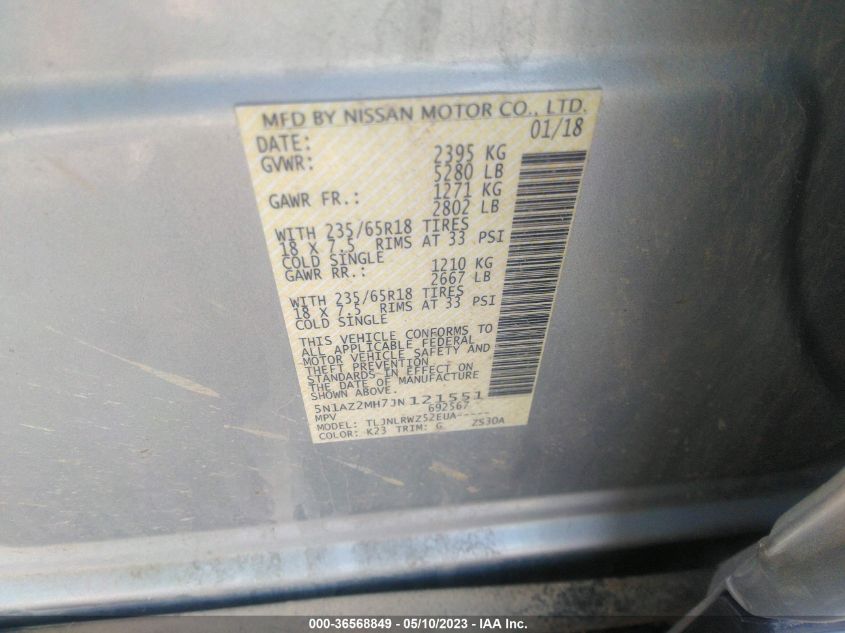 MFD BY NISSAN MOTOR CO., LTD.
DATE: 01/18
GVWR: 2395 KG
5280 LB
GAWR FR.: 1271 KG
2802 LB
WITH 235/65R18 TIRES
18 X 7.5 RIMS AT 33 PSI
COLD SINGLE
GAWR RR.: 1210 KG
2667 LB
WITH 235/65R18 TIRES
18 X 7.5 RIMS AT 33 PSI
COLD SINGLE
THIS VEHICLE CONFORMS TO
ALL APPLICABLE FEDERAL
MOTOR VEHICLE SAFETY AND
THEFT PREVENTION
STANDARDS IN EFFECT ON
THE DATE OF MANUFACTURE
SHOWN ABOVE.
5N1AZ2MH7JN121551
MPV 692567
MODEL: TLJNLRWZ52EUA-----
COLOR: K23 TRIM: G ZS30A
000-36568849 — 05/10/2023 — IAA Inc.